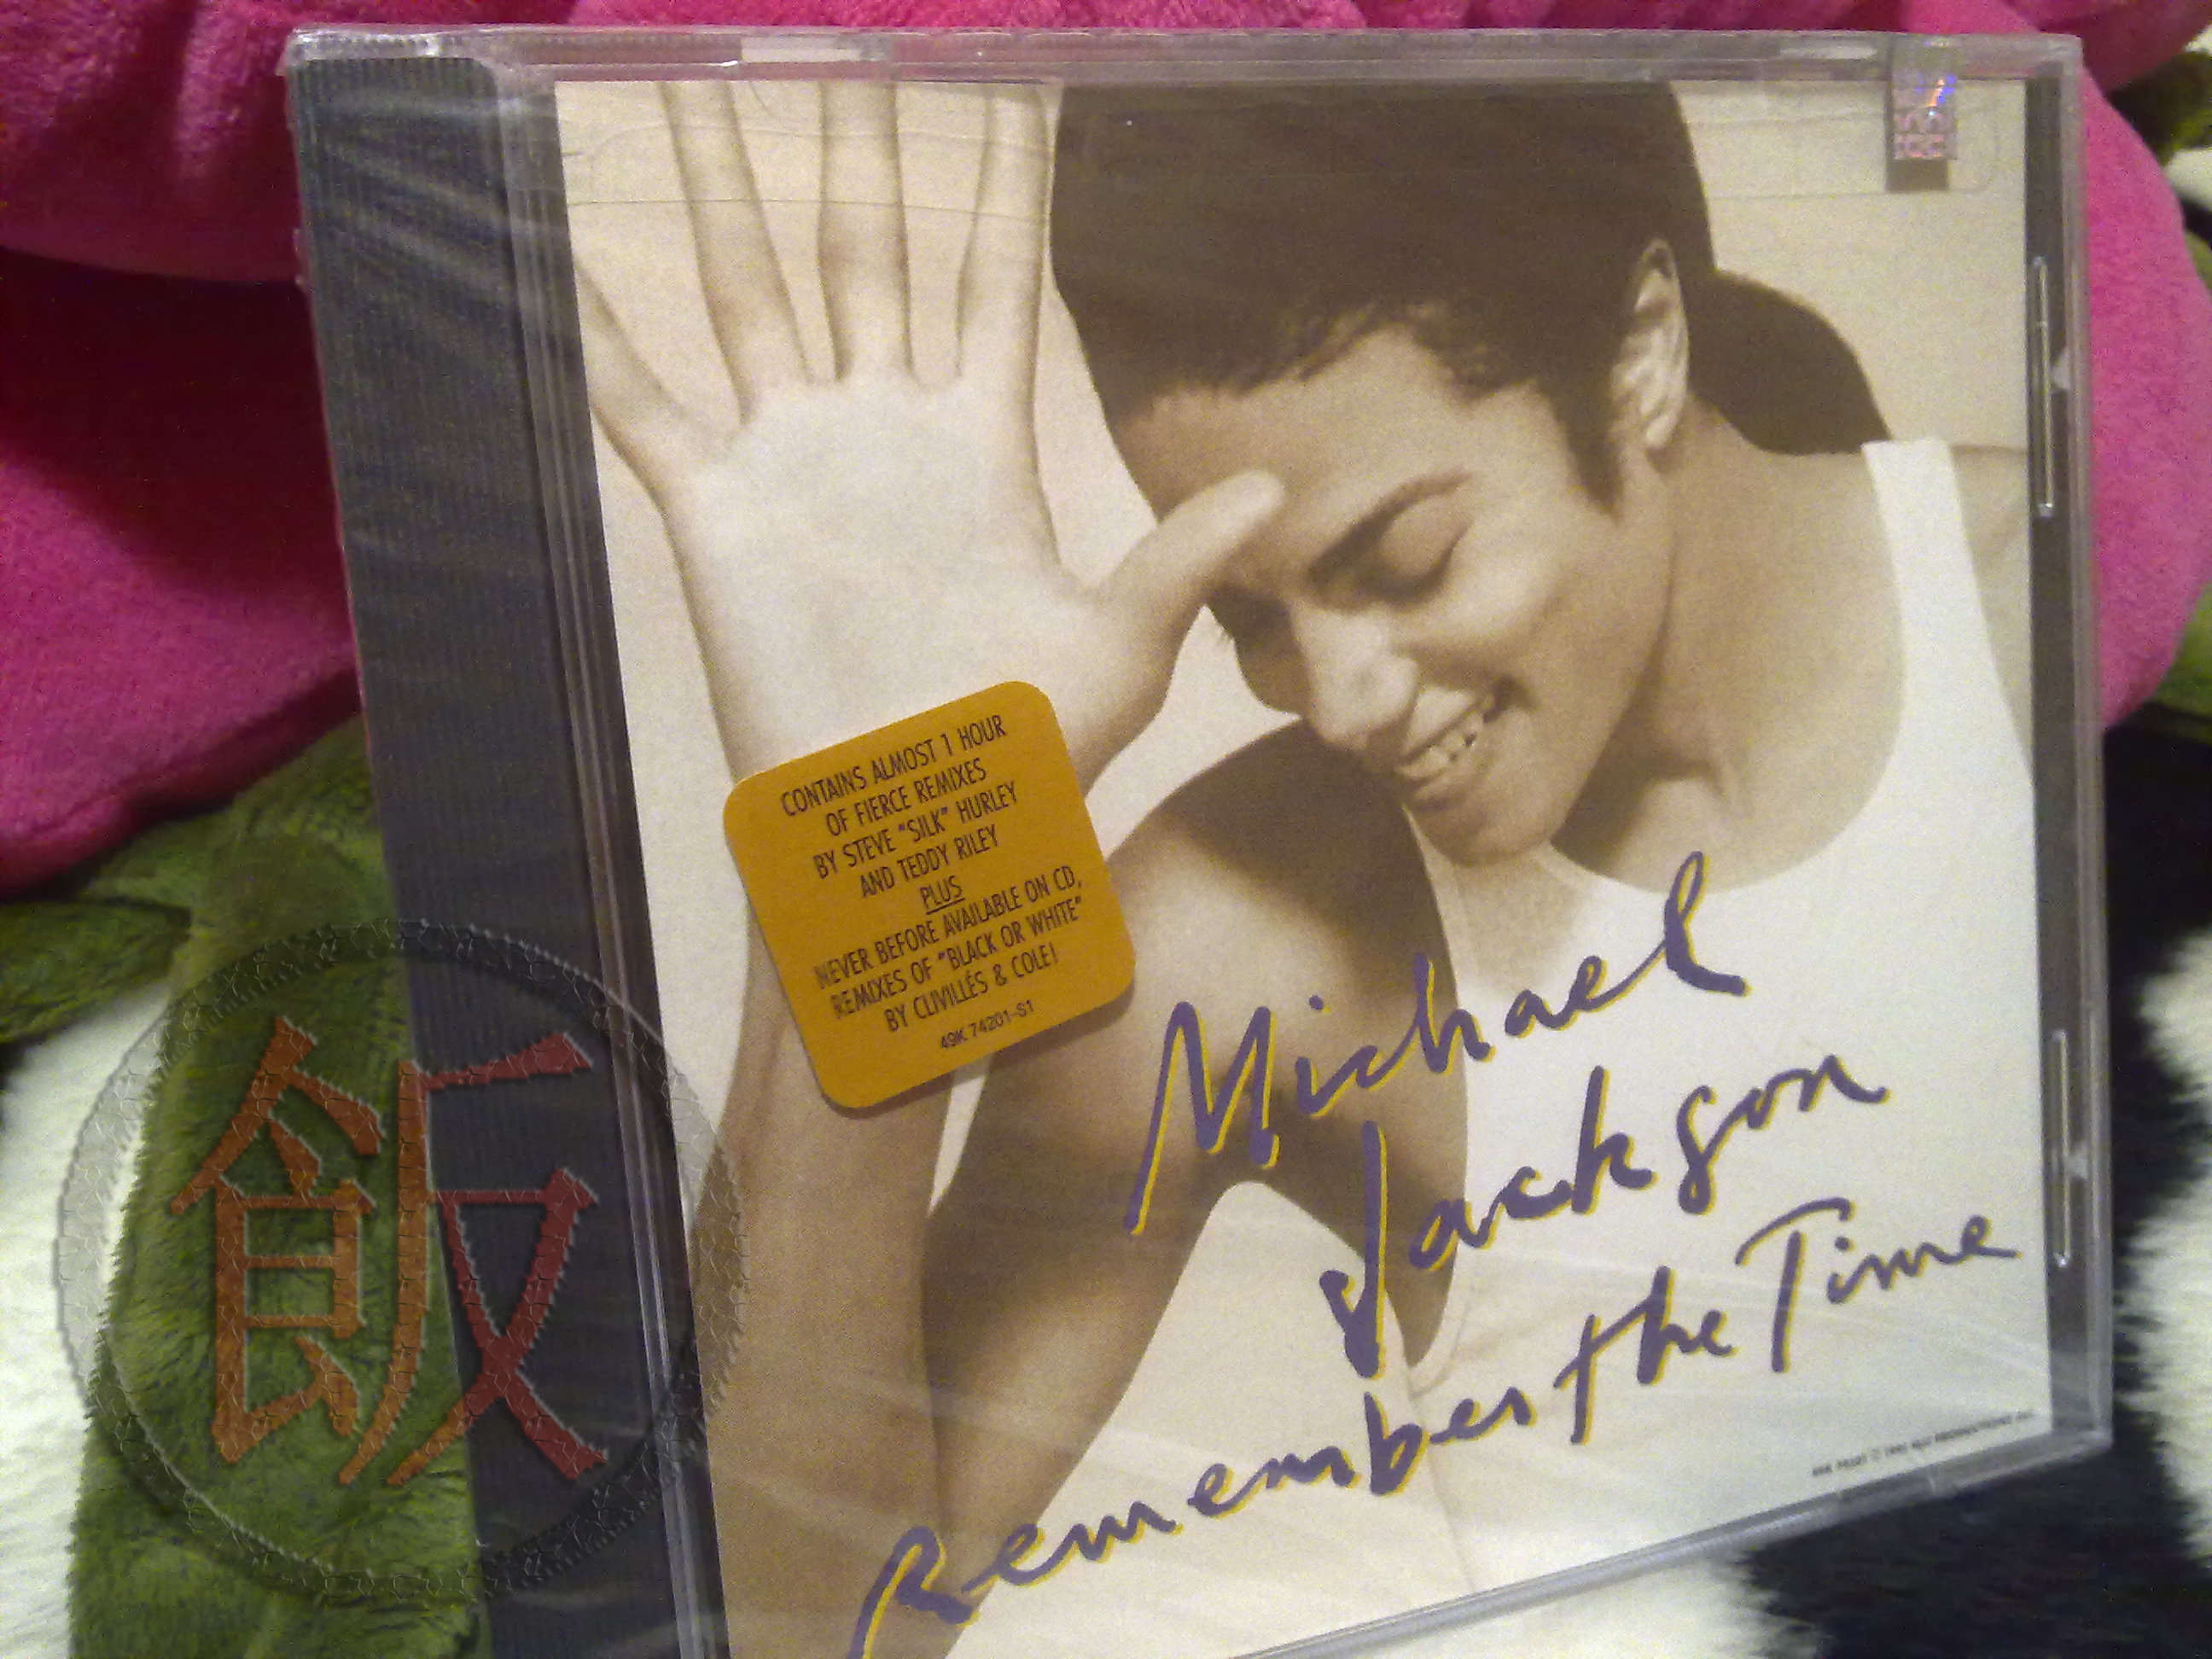 CONTAINS ALMOST 1 HOUR
OF FIERCE REMIXES
BY STEVE "SILK" HURLEY
AND TEDDY RILEY
PLUS
NEVER BEFORE AVAILABLE ON CD,
REMIXES OF "BLACK OR WHITE"
BY CLIVILLÉS & COLE!
49K 74201-S1
Michael
Jackson
Remember the Time
飯